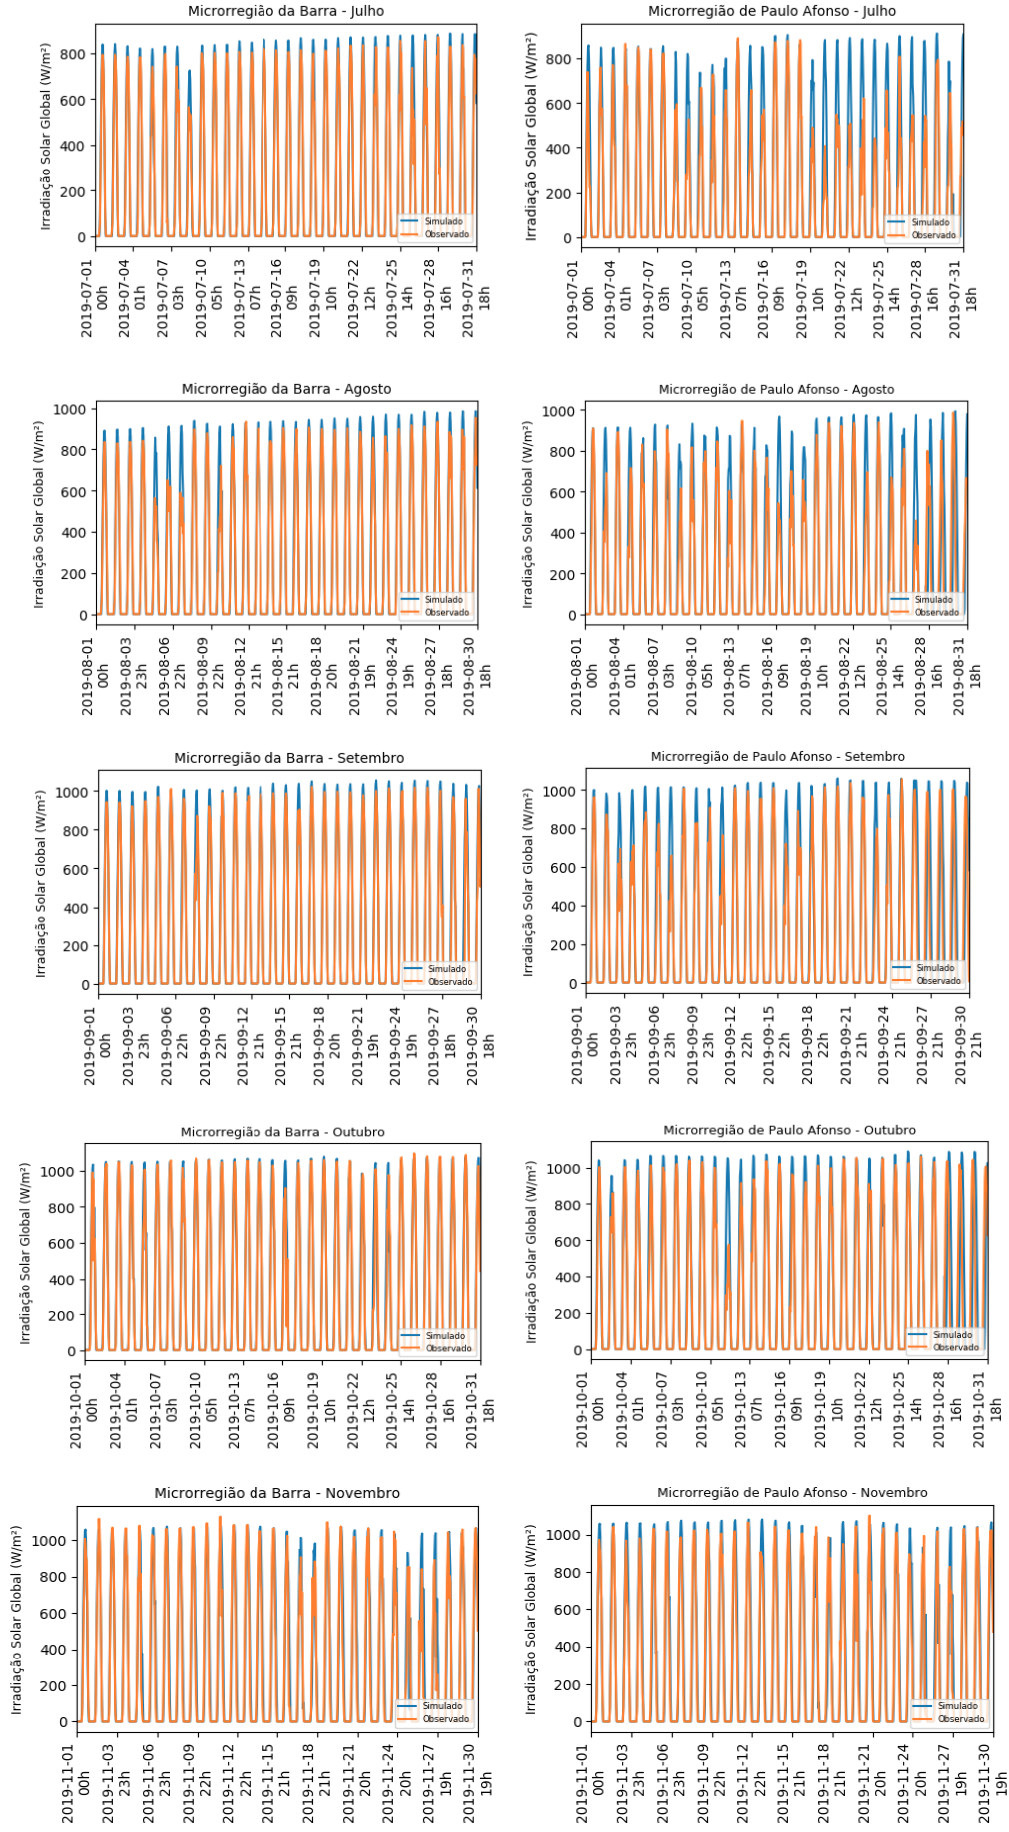 Microrregião da Barra - Julho
Irradiação Solar Global (W/m²)
800
600
400
200
0
Simulado
Observado
2019-07-01 00h
2019-07-04 01h
2019-07-07 03h
2019-07-10 05h
2019-07-13 07h
2019-07-16 09h
2019-07-19 10h
2019-07-22 12h
2019-07-25 14h
2019-07-28 16h
2019-07-31 18h
Microrregião de Paulo Afonso - Julho
Irradiação Solar Global (W/m²)
800
600
400
200
0
Simulado
Observado
2019-07-01 00h
2019-07-04 01h
2019-07-07 03h
2019-07-10 05h
2019-07-13 07h
2019-07-16 09h
2019-07-19 10h
2019-07-22 12h
2019-07-25 14h
2019-07-28 16h
2019-07-31 18h
Microrregião da Barra - Agosto
Irradiação Solar Global (W/m²)
1000
800
600
400
200
0
Simulado
Observado
2019-08-01 00h
2019-08-03 23h
2019-08-06 22h
2019-08-09 22h
2019-08-12 21h
2019-08-15 21h
2019-08-18 20h
2019-08-21 19h
2019-08-24 19h
2019-08-27 18h
2019-08-30 18h
Microrregião de Paulo Afonso - Agosto
Irradiação Solar Global (W/m²)
1000
800
600
400
200
0
Simulado
Observado
2019-08-01 00h
2019-08-04 01h
2019-08-07 03h
2019-08-10 05h
2019-08-13 07h
2019-08-16 09h
2019-08-19 10h
2019-08-22 12h
2019-08-25 14h
2019-08-28 16h
2019-08-31 18h
Microrregião da Barra - Setembro
Irradiação Solar Global (W/m²)
1000
800
600
400
200
0
Simulado
Observado
2019-09-01 00h
2019-09-03 23h
2019-09-06 22h
2019-09-09 22h
2019-09-12 21h
2019-09-15 21h
2019-09-18 20h
2019-09-21 19h
2019-09-24 19h
2019-09-27 18h
2019-09-30 18h
Microrregião de Paulo Afonso - Setembro
Irradiação Solar Global (W/m²)
1000
800
600
400
200
0
Simulado
Observado
2019-09-01 00h
2019-09-03 23h
2019-09-06 23h
2019-09-09 23h
2019-09-12 22h
2019-09-15 22h
2019-09-18 22h
2019-09-21 21h
2019-09-24 21h
2019-09-27 21h
2019-09-30 21h
Microrregião da Barra - Outubro
Irradiação Solar Global (W/m²)
1000
800
600
400
200
0
Simulado
Observado
2019-10-01 00h
2019-10-04 01h
2019-10-07 03h
2019-10-10 05h
2019-10-13 07h
2019-10-16 09h
2019-10-19 10h
2019-10-22 12h
2019-10-25 14h
2019-10-28 16h
2019-10-31 18h
Microrregião de Paulo Afonso - Outubro
Irradiação Solar Global (W/m²)
1000
800
600
400
200
0
Simulado
Observado
2019-10-01 00h
2019-10-04 01h
2019-10-07 03h
2019-10-10 05h
2019-10-13 07h
2019-10-16 09h
2019-10-19 10h
2019-10-22 12h
2019-10-25 14h
2019-10-28 16h
2019-10-31 18h
Microrregião da Barra - Novembro
Irradiação Solar Global (W/m²)
1000
800
600
400
200
0
Simulado
Observado
2019-11-01 00h
2019-11-03 23h
2019-11-06 23h
2019-11-09 22h
2019-11-12 22h
2019-11-15 21h
2019-11-18 21h
2019-11-21 20h
2019-11-24 20h
2019-11-27 19h
2019-11-30 19h
Microrregião de Paulo Afonso - Novembro
Irradiação Solar Global (W/m²)
1000
800
600
400
200
0
Simulado
Observado
2019-11-01 00h
2019-11-03 23h
2019-11-06 23h
2019-11-09 22h
2019-11-12 22h
2019-11-15 21h
2019-11-18 21h
2019-11-21 20h
2019-11-24 20h
2019-11-27 19h
2019-11-30 19h